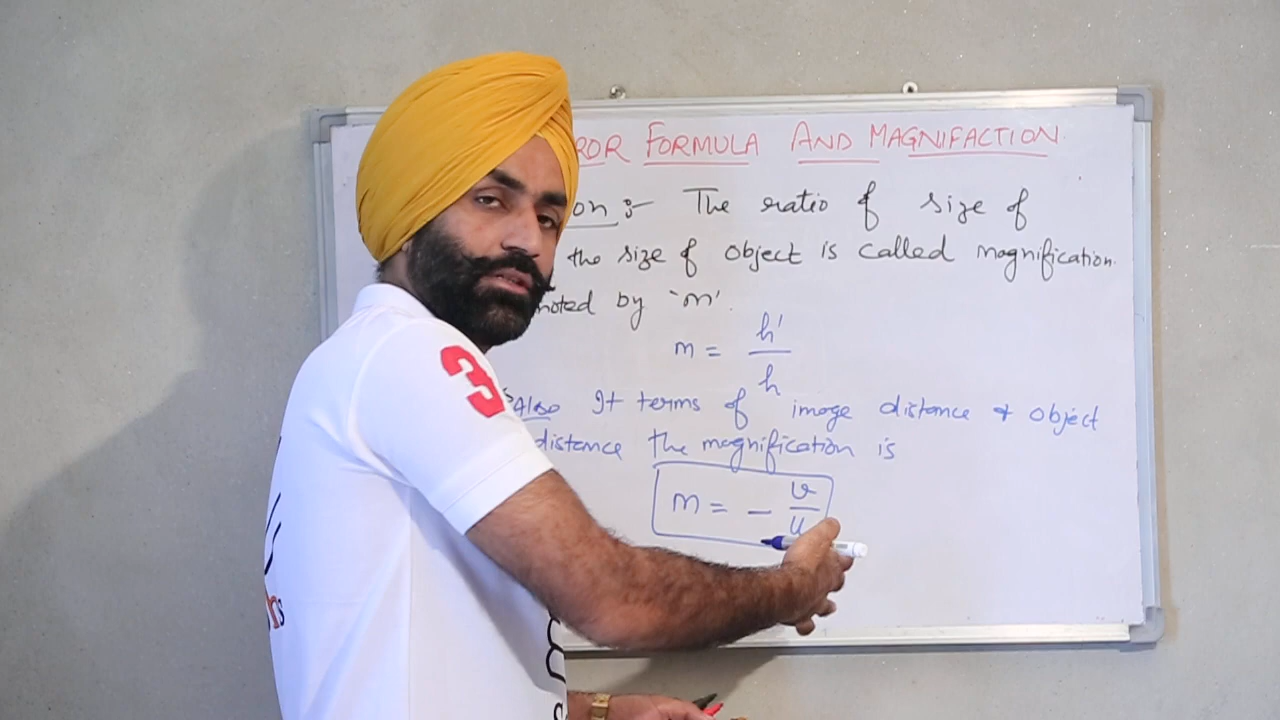 ROR FORMULA AND MAGNIFACTION.
on :- The ratio of size of
the size of object is called magnification.
noted by 'm'.
m = h'/h
Also It terms of image distance & object
distance the magnification is
m = - v/u
3